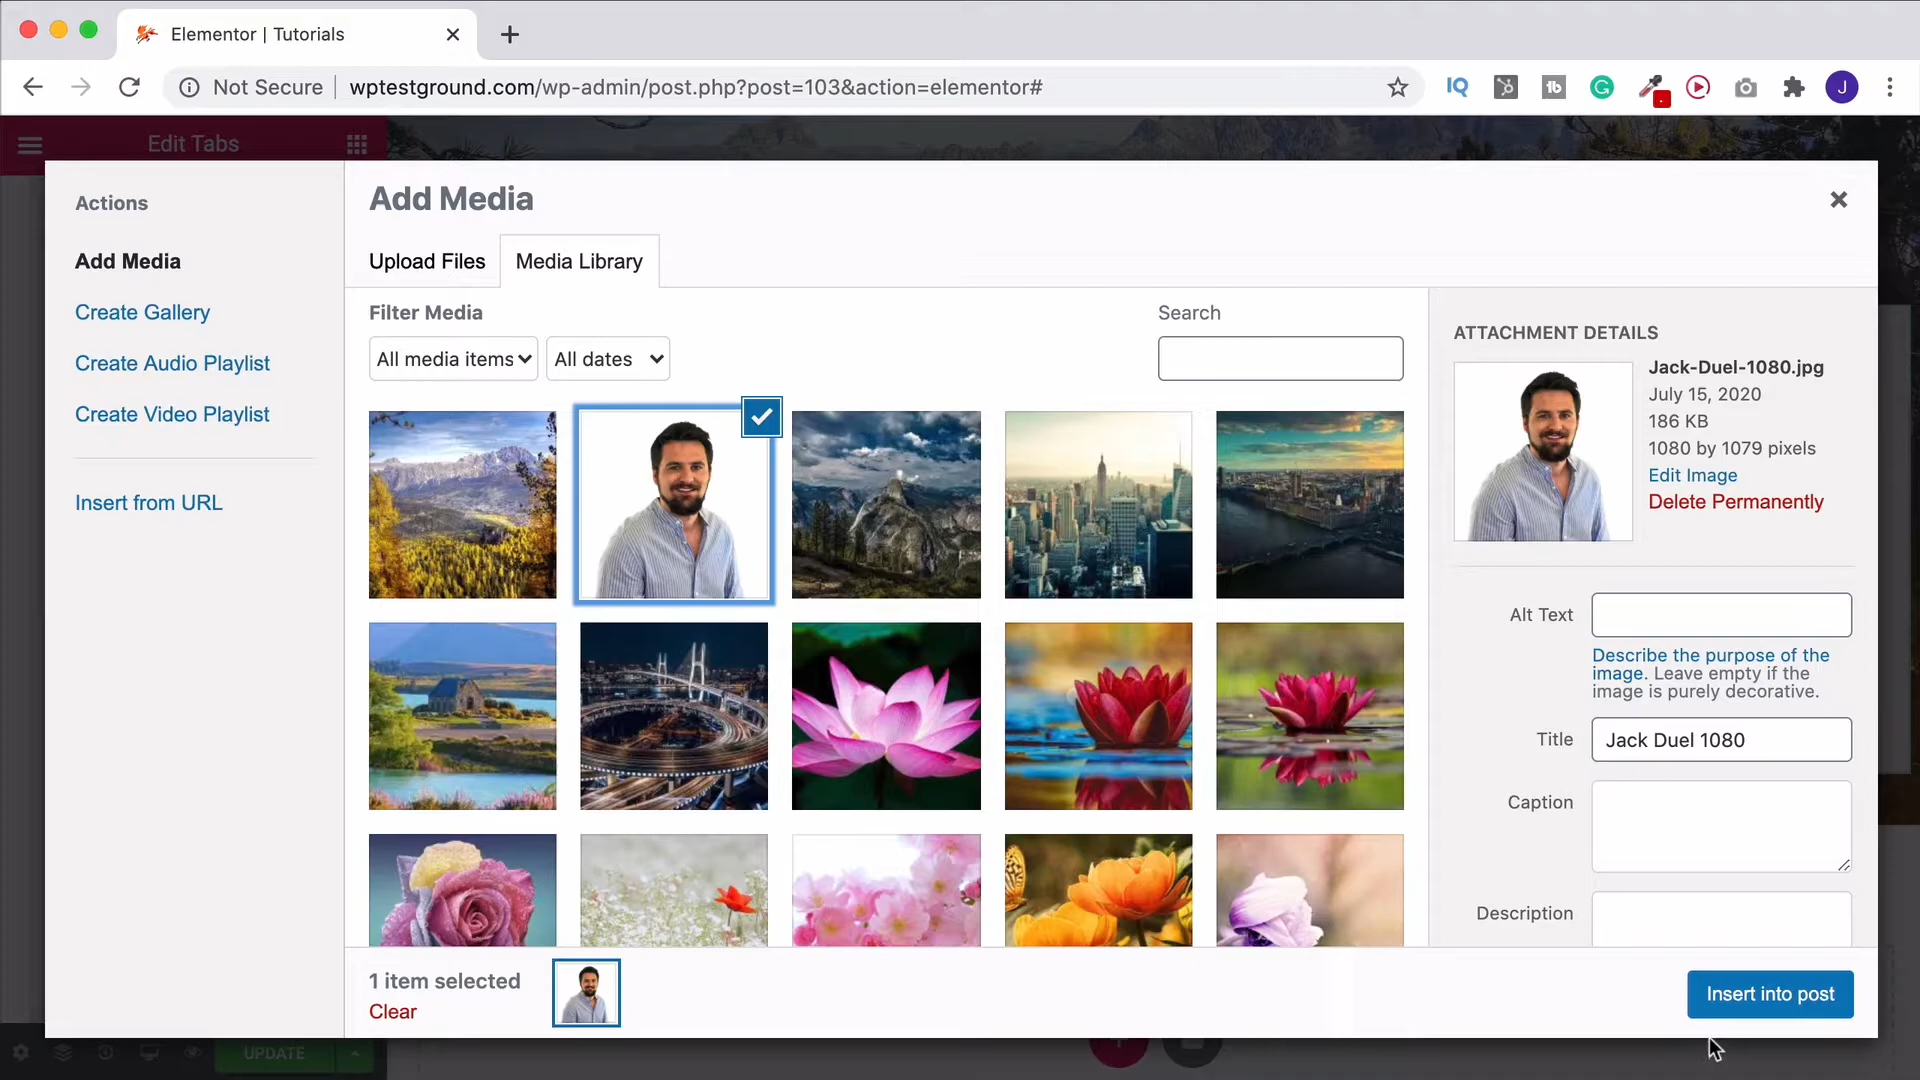 Elementor | Tutorials
Not Secure
wptestground.com/wp-admin/post.php?post=103&action=elementor#
IQ
tb
G
J
Edit Tabs
Actions
Add Media
Create Gallery
Create Audio Playlist
Create Video Playlist
Insert from URL
Add Media
Upload Files
Media Library
Filter Media
Search
All media items
All dates
ATTACHMENT DETAILS
Jack-Duel-1080.jpg
July 15, 2020
186 KB
1080 by 1079 pixels
Edit Image
Delete Permanently
Alt Text
Describe the purpose of the
image. Leave empty if the
image is purely decorative.
Title
Jack Duel 1080
Caption
Description
1 item selected
Clear
Insert into post
UPDATE